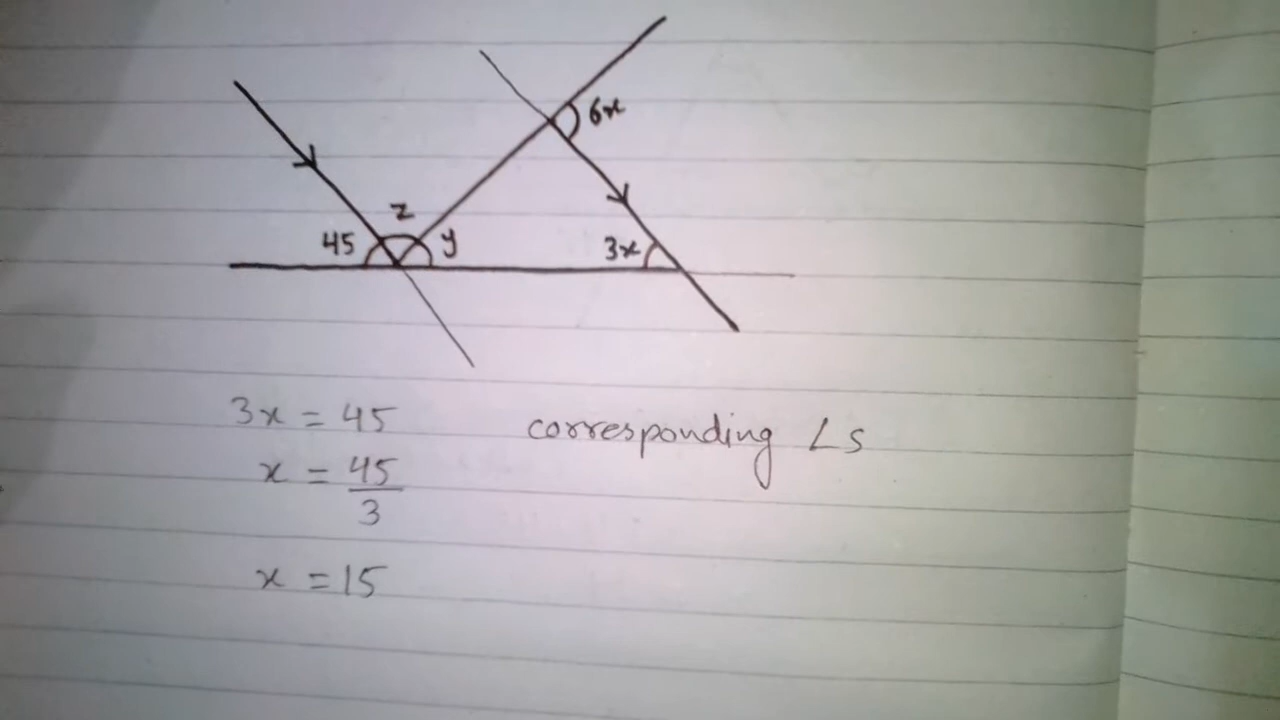 6x
z
45 y 3x
3x = 45 corresponding ∠s
x = 45/3
x = 15